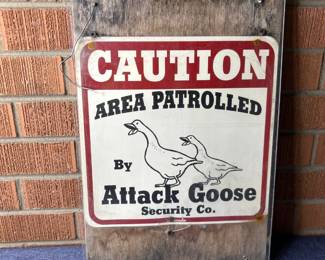 CAUTION
AREA PATROLLED
By
Attack Goose
Security Co.